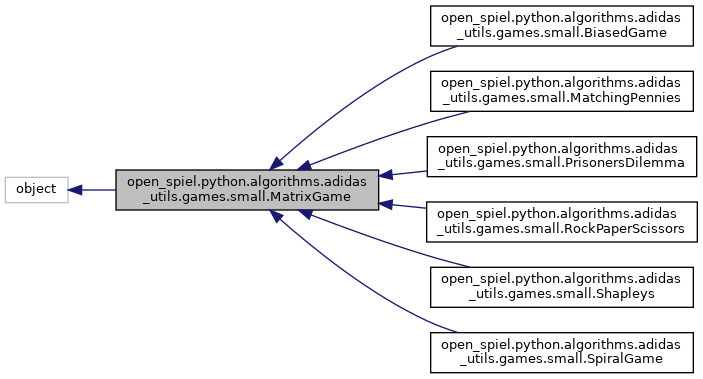 open_spiel.python.algorithms.adidas
_utils.games.small.BiasedGame
open_spiel.python.algorithms.adidas
_utils.games.small.MatchingPennies
open_spiel.python.algorithms.adidas
_utils.games.small.PrisonersDilemma
object
open_spiel.python.algorithms.adidas
_utils.games.small.MatrixGame
open_spiel.python.algorithms.adidas
_utils.games.small.RockPaperScissors
open_spiel.python.algorithms.adidas
_utils.games.small.Shapleys
open_spiel.python.algorithms.adidas
_utils.games.small.SpiralGame